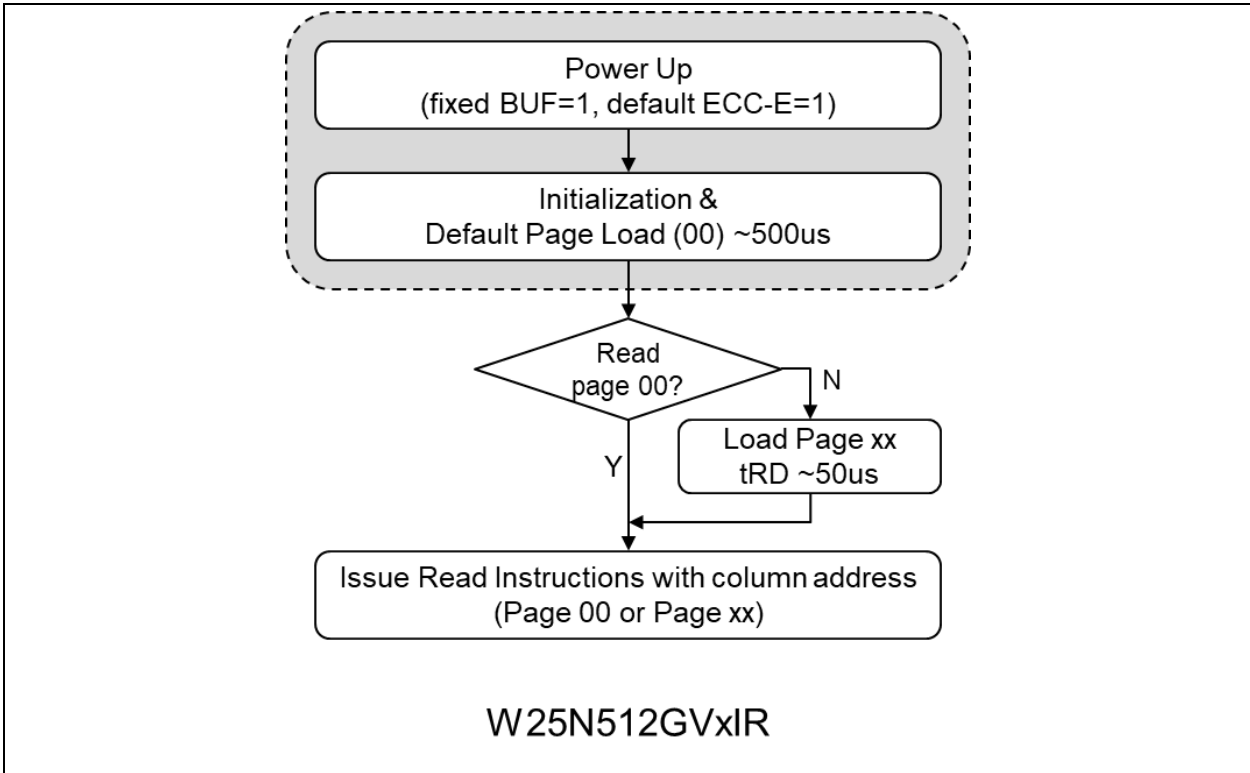 Power Up
(fixed BUF=1, default ECC-E=1)
Initialization &
Default Page Load (00) ~500us
Read
page 00?
N
Load Page xx
tRD ~50us
Y
Issue Read Instructions with column address
(Page 00 or Page xx)
W25N512GVxIR